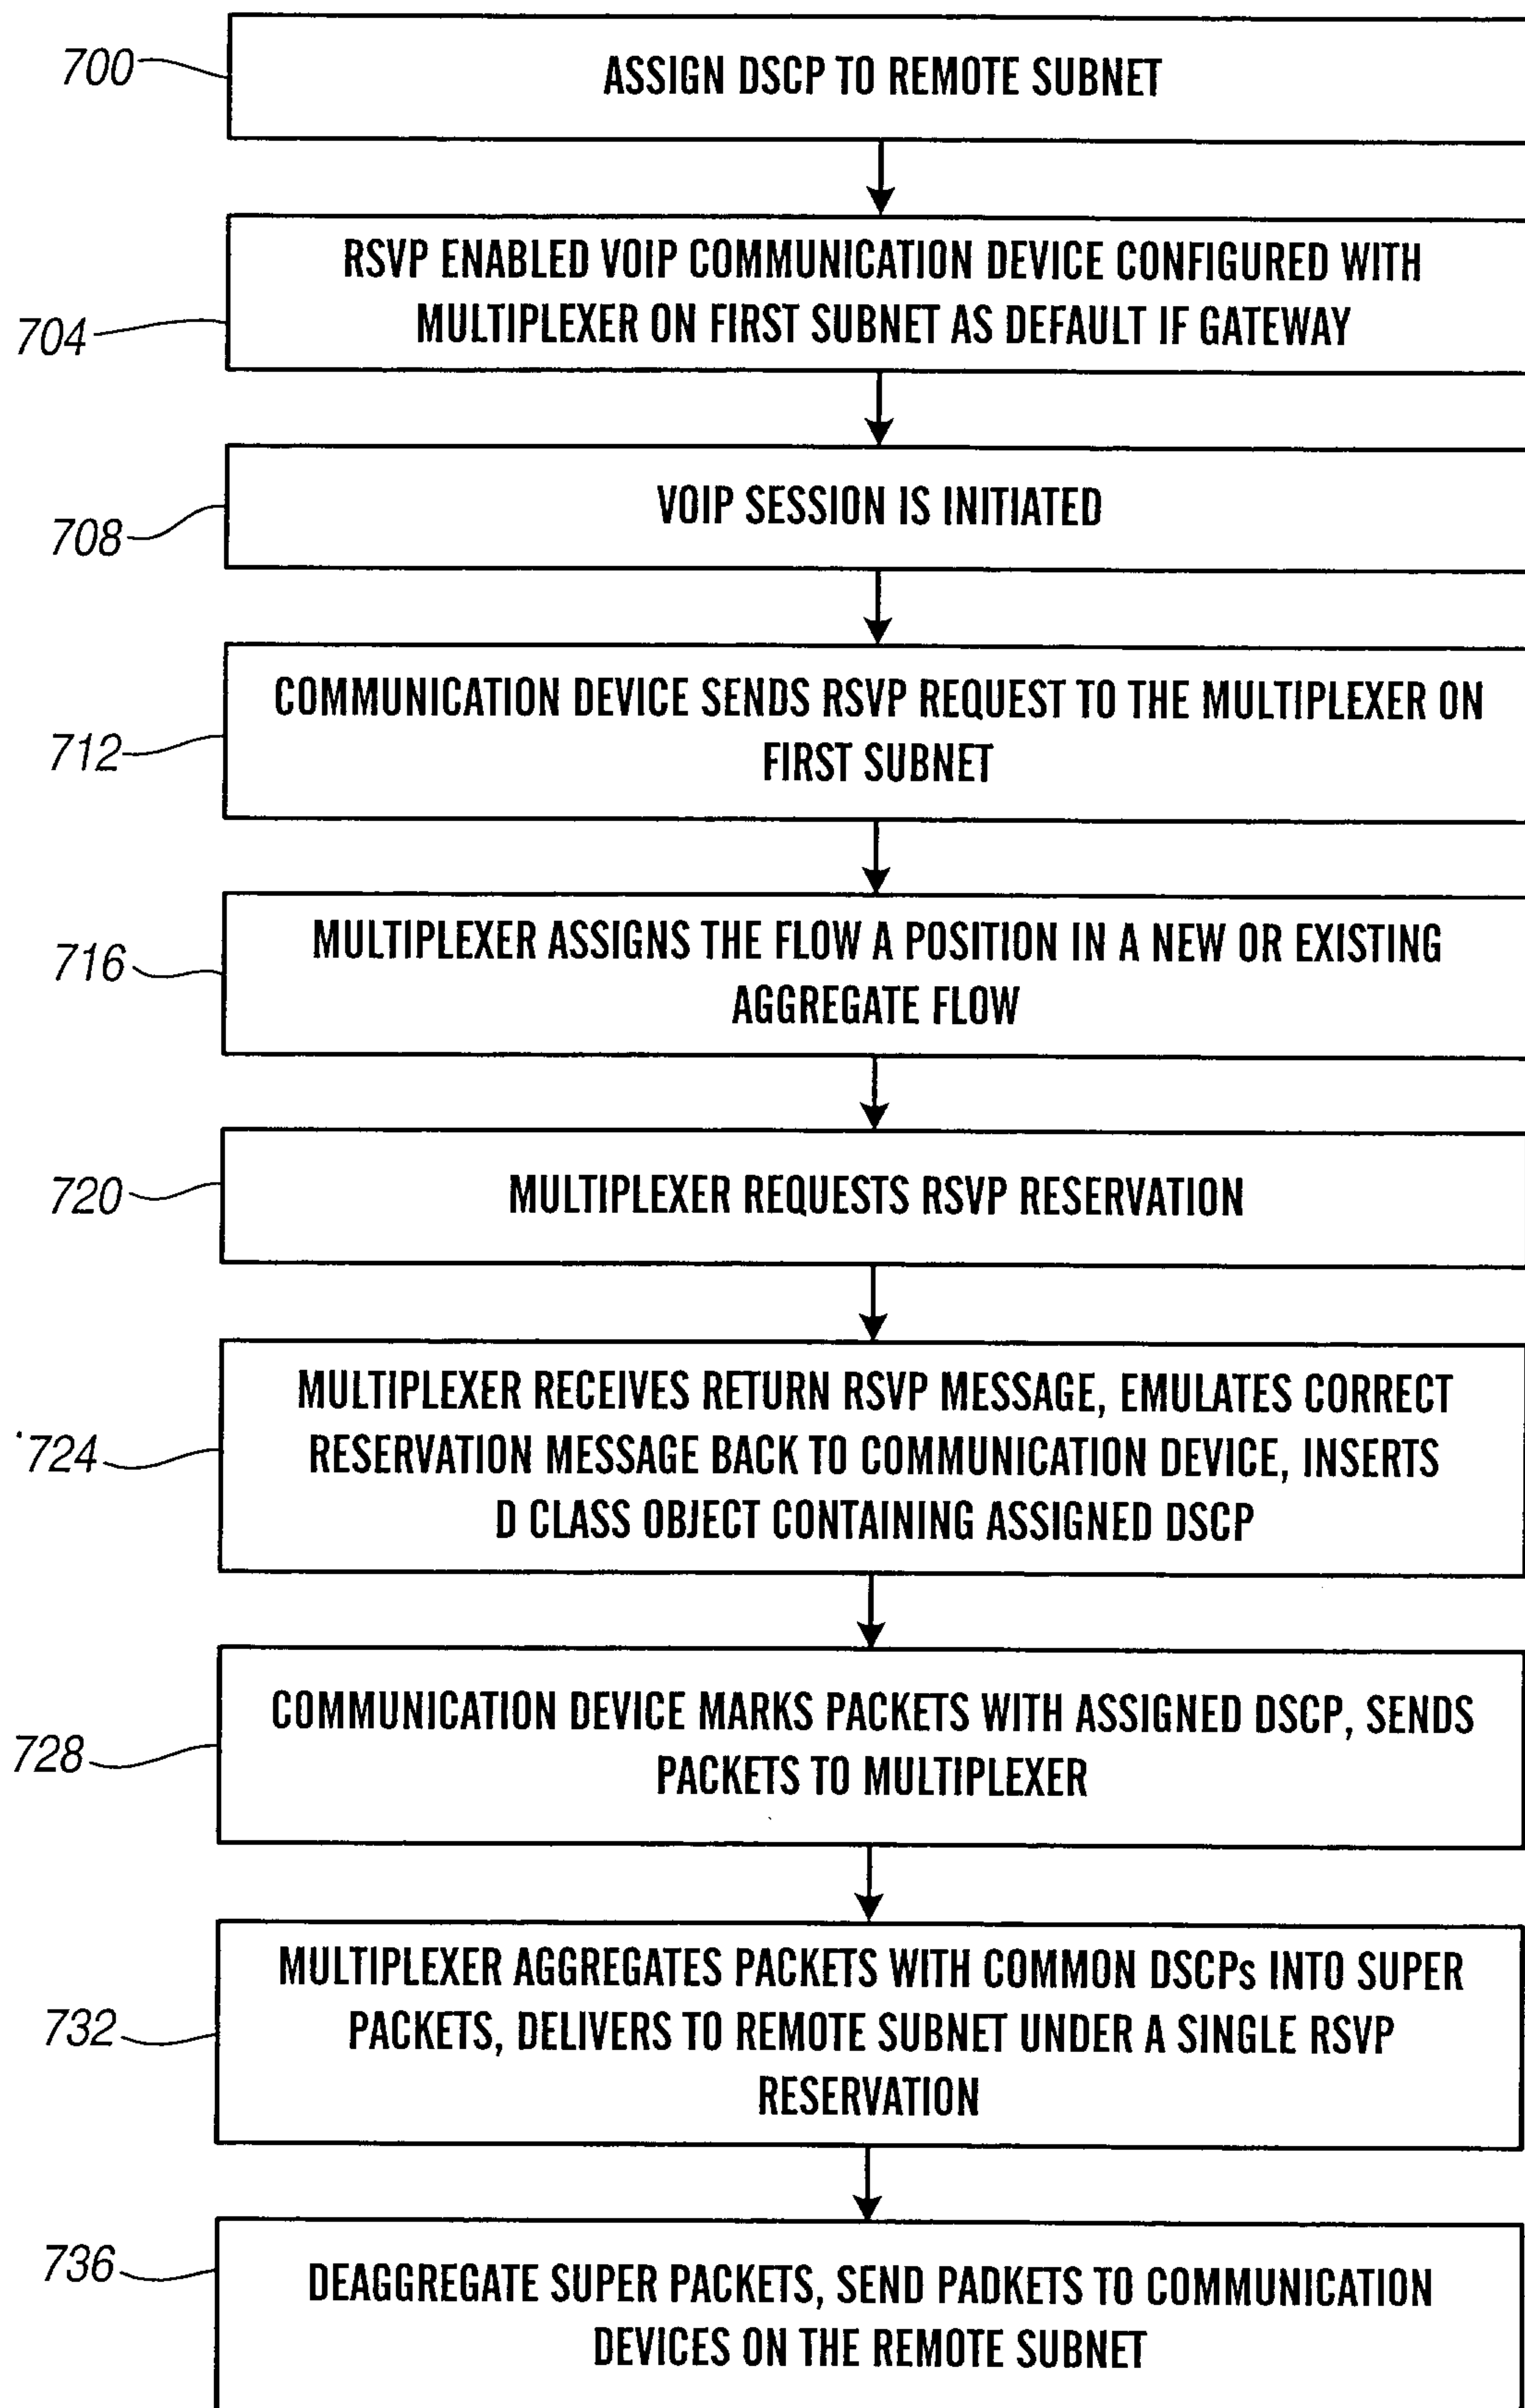 700
ASSIGN DSCP TO REMOTE SUBNET
704
RSVP ENABLED VOIP COMMUNICATION DEVICE CONFIGURED WITH
MULTIPLEXER ON FIRST SUBNET AS DEFAULT IF GATEWAY
708
VOIP SESSION IS INITIATED
712
COMMUNICATION DEVICE SENDS RSVP REQUEST TO THE MULTIPLEXER ON
FIRST SUBNET
716
MULTIPLEXER ASSIGNS THE FLOW A POSITION IN A NEW OR EXISTING
AGGREGATE FLOW
720
MULTIPLEXER REQUESTS RSVP RESERVATION
724
MULTIPLEXER RECEIVES RETURN RSVP MESSAGE, EMULATES CORRECT
RESERVATION MESSAGE BACK TO COMMUNICATION DEVICE, INSERTS
D CLASS OBJECT CONTAINING ASSIGNED DSCP
728
COMMUNICATION DEVICE MARKS PACKETS WITH ASSIGNED DSCP, SENDS
PACKETS TO MULTIPLEXER
732
MULTIPLEXER AGGREGATES PACKETS WITH COMMON DSCPs INTO SUPER
PACKETS, DELIVERS TO REMOTE SUBNET UNDER A SINGLE RSVP
RESERVATION
736
DEAGGREGATE SUPER PACKETS, SEND PADKETS TO COMMUNICATION
DEVICES ON THE REMOTE SUBNET